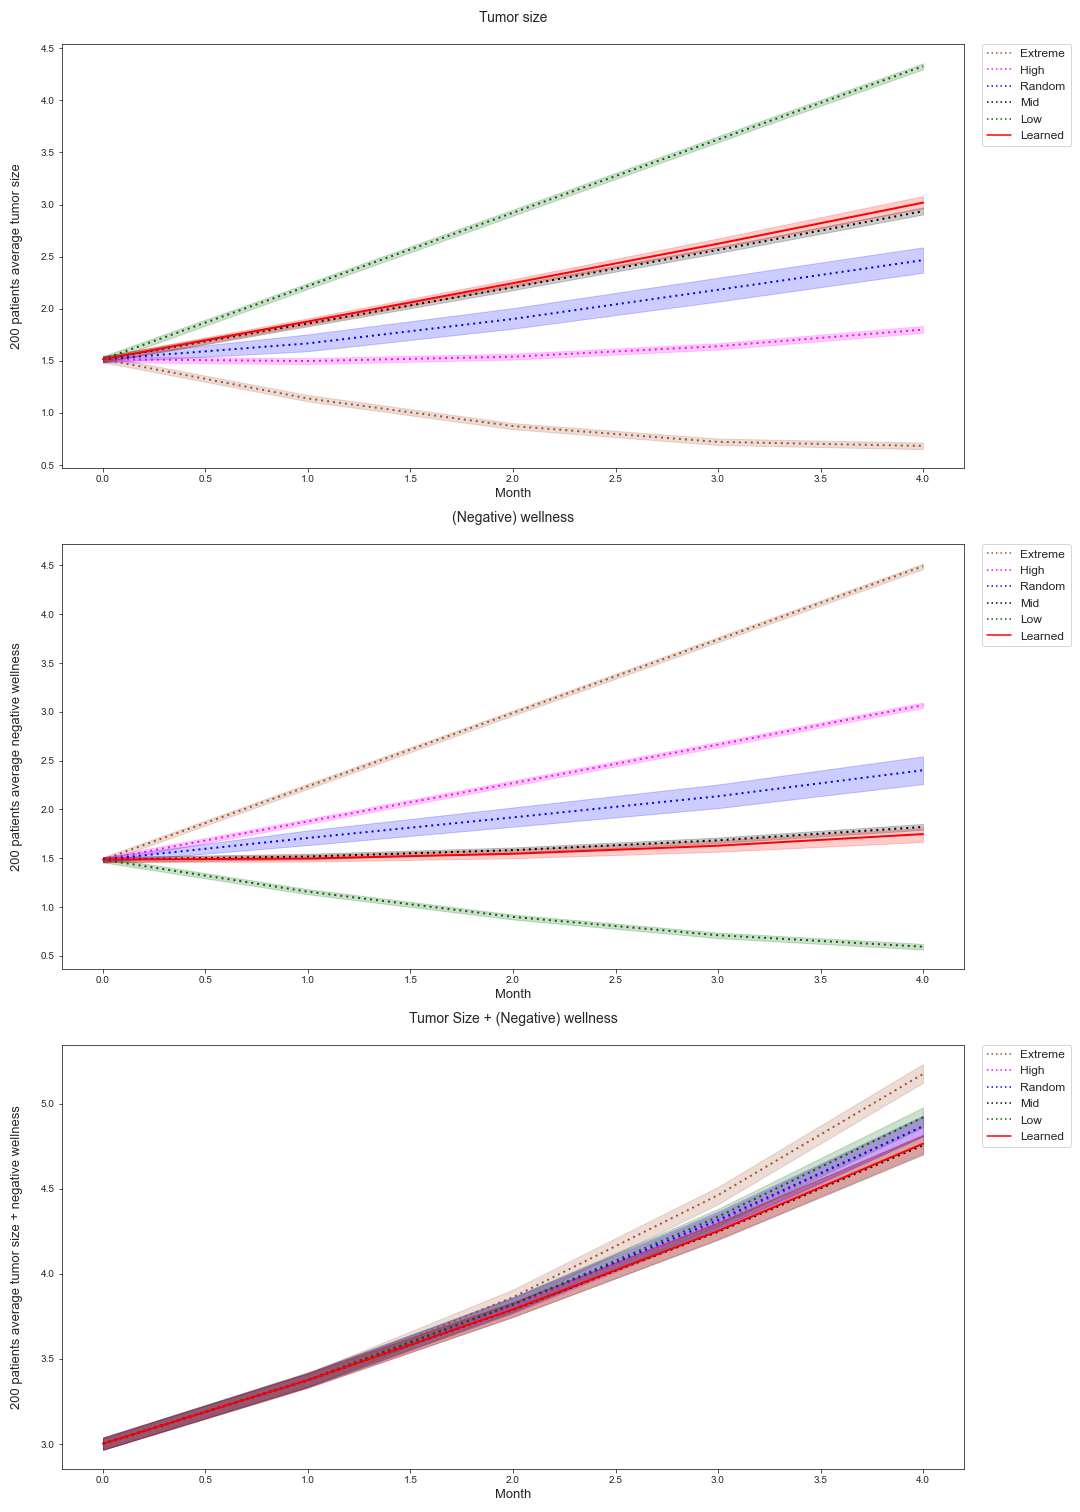 Tumor size
200 patients average tumor size
4.5
4.0
3.5
3.0
2.5
2.0
1.5
1.0
0.5
0.0 0.5 1.0 1.5 2.0 2.5 3.0 3.5 4.0
Month
Extreme
High
Random
Mid
Low
Learned
(Negative) wellness
200 patients average negative wellness
4.5
4.0
3.5
3.0
2.5
2.0
1.5
1.0
0.5
0.0 0.5 1.0 1.5 2.0 2.5 3.0 3.5 4.0
Month
Extreme
High
Random
Mid
Low
Learned
Tumor Size + (Negative) wellness
200 patients average tumor size + negative wellness
5.0
4.5
4.0
3.5
3.0
0.0 0.5 1.0 1.5 2.0 2.5 3.0 3.5 4.0
Month
Extreme
High
Random
Mid
Low
Learned